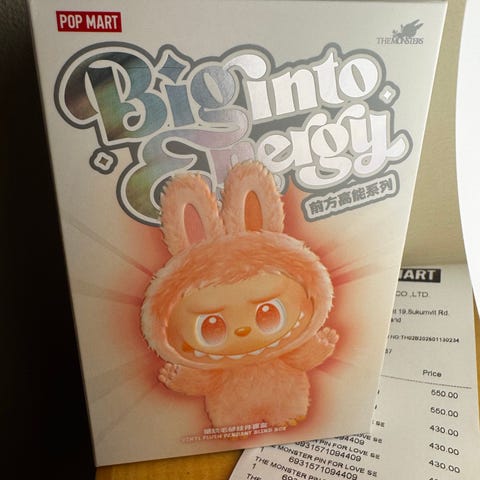 POP MART
THE MONSTERS
Big into
Energy
前方高能系列
VINYL PLUSH PENDANT BLIND BOX
MART
CO.,LTD.
19,Sukumvit Rd.
Price
550.00
550.00
430.00
6931571094409
THE MONSTER PIN FOR LOVE SE
430.00
6931571094409
THE MONSTER PIN FOR LOVE SE
430.00
6931571094409